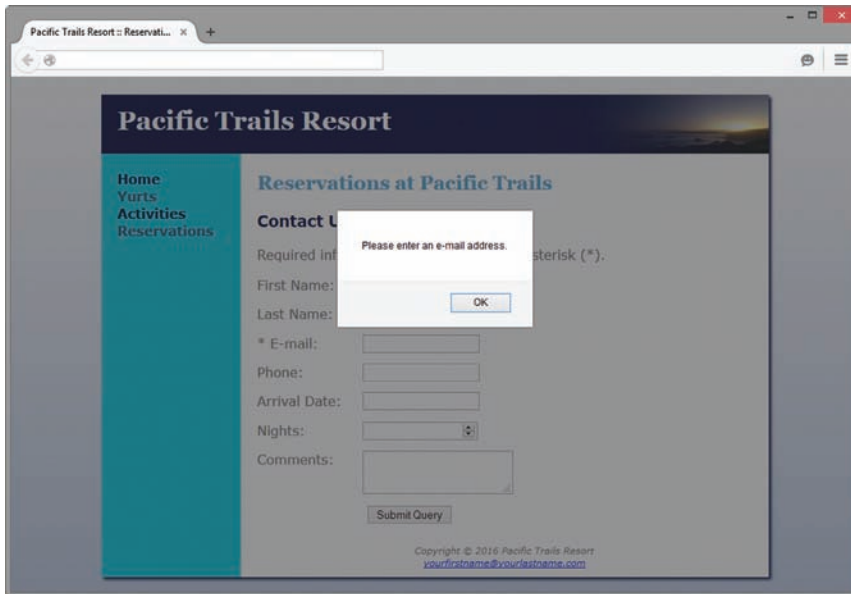 Pacific Trails Resort :: Reservati... × +
Pacific Trails Resort
Home
Yurts
Activities
Reservations
Reservations at Pacific Trails
Contact U
Required inf
sterisk (*).
Please enter an e-mail address.
OK
First Name:
Last Name:
* E-mail:
Phone:
Arrival Date:
Nights:
Comments:
Submit Query
Copyright © 2016 Pacific Trails Resort
yourfirstname@yourlastname.com